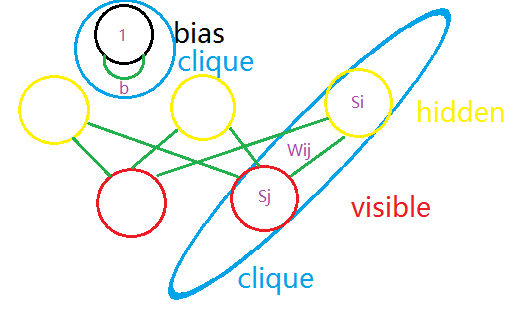 1
bias
b
clique
Si
hidden
Wij
Sj
visible
clique